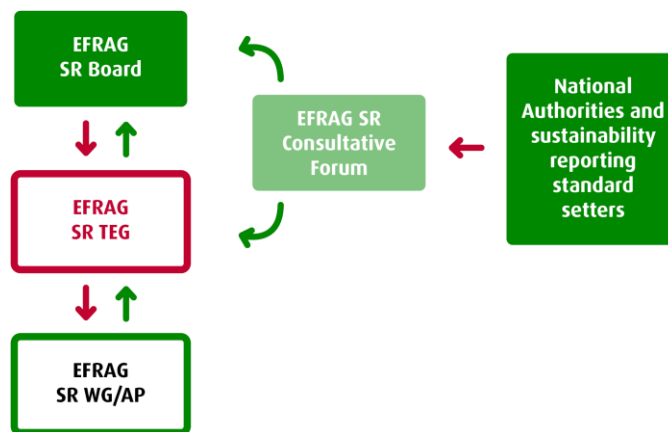 EFRAG
SR Board
EFRAG
SR TEG
EFRAG
SR WG/AP
EFRAG SR
Consultative
Forum
National
Authorities and
sustainability
reporting
standard
setters